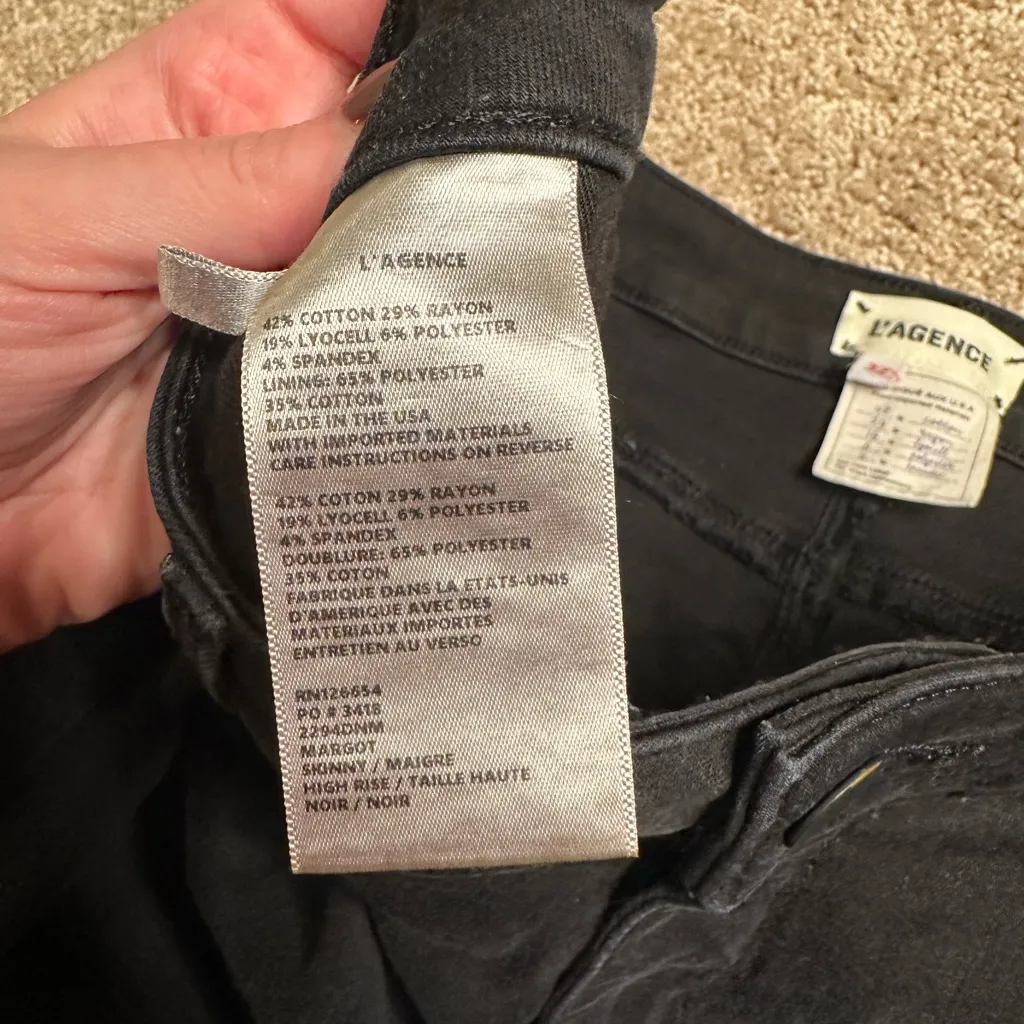 L'AGENCE
42% COTTON 29% RAYON
19% LYOCELL 6% POLYESTER
4% SPANDEX
LINING: 65% POLYESTER
35% COTTON
MADE IN THE USA
WITH IMPORTED MATERIALS
CARE INSTRUCTIONS ON REVERSE
42% COTON 29% RAYON
19% LYOCELL 6% POLYESTER
4% SPANDEX
DOUBLURE: 65% POLYESTER
35% COTON
FABRIQUE DANS LA ETATS-UNIS
D'AMERIQUE AVEC DES
MATERIAUX IMPORTES
ENTRETIEN AU VERSO
RN126654
PO # 3418
2294DNM
MARGOT
SKINNY / MAIGRE
HIGH RISE / TAILLE HAUTE
NOIR / NOIR
L'AGENCE